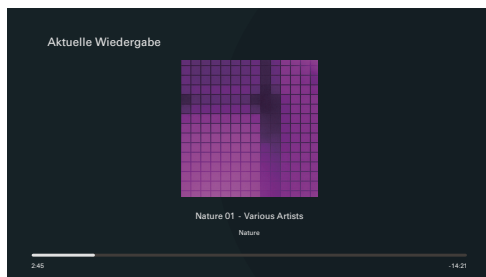 Aktuelle Wiedergabe
Nature 01 - Various Artists
Nature
2:45
-14:21